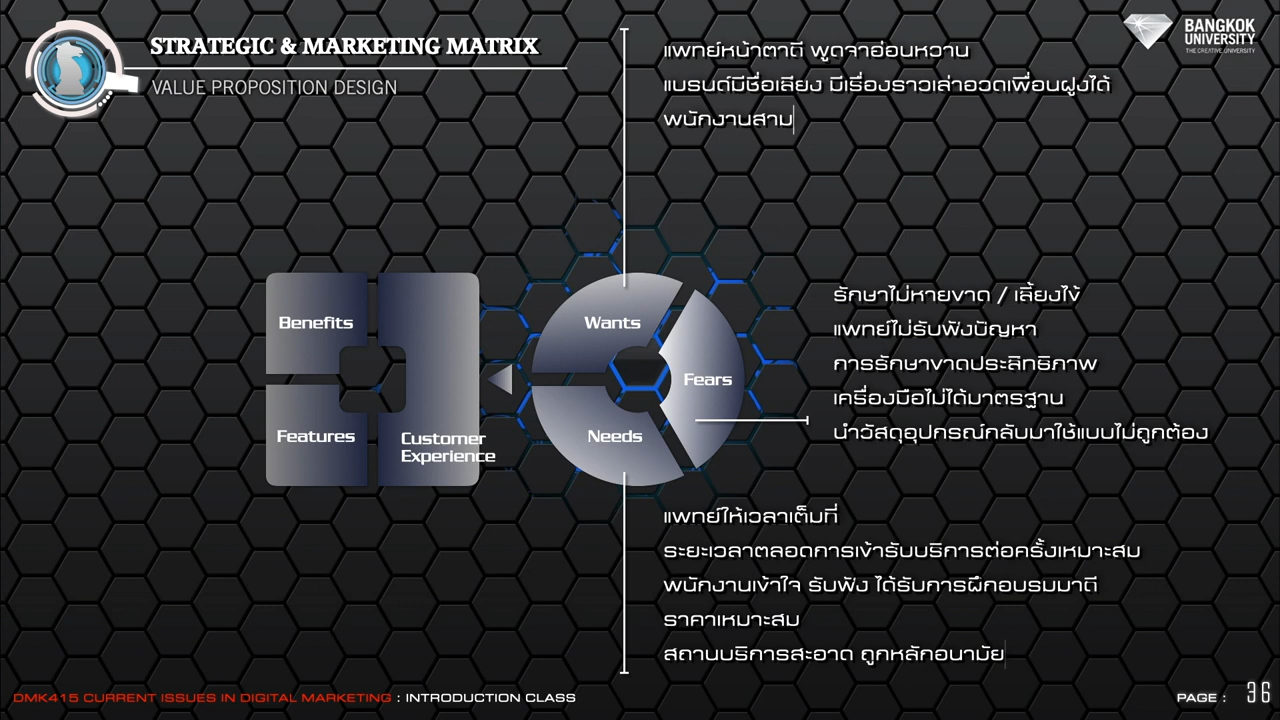 STRATEGIC & MARKETING MATRIX
VALUE PROPOSITION DESIGN
BANGKOK
UNIVERSITY
THE CREATIVE UNIVERSITY
แพทย์หน้าตาดี พูดจาอ่อนหวาน
แบรนด์มีชื่อเสียง มีเรื่องราวเล่าอวดเพื่อนฝูงได้
พนักงานสาม
Benefits
Features
Customer
Experience
Wants
Fears
Needs
รักษาไม่หายขาด / เลี้ยงไข้
แพทย์ไม่รับฟังปัญหา
การรักษาขาดประสิทธิภาพ
เครื่องมือไม่ได้มาตรฐาน
นำวัสดุอุปกรณ์กลับมาใช้แบบไม่ถูกต้อง
แพทย์ให้เวลาเต็มที่
ระยะเวลาตลอดการเข้ารับบริการต่อครั้งเหมาะสม
พนักงานเข้าใจ รับฟัง ได้รับการฝึกอบรมมาดี
ราคาเหมาะสม
สถานบริการสะอาด ถูกหลักอนามัย
DMK415 CURRENT ISSUES IN DIGITAL MARKETING : INTRODUCTION CLASS
PAGE : 36